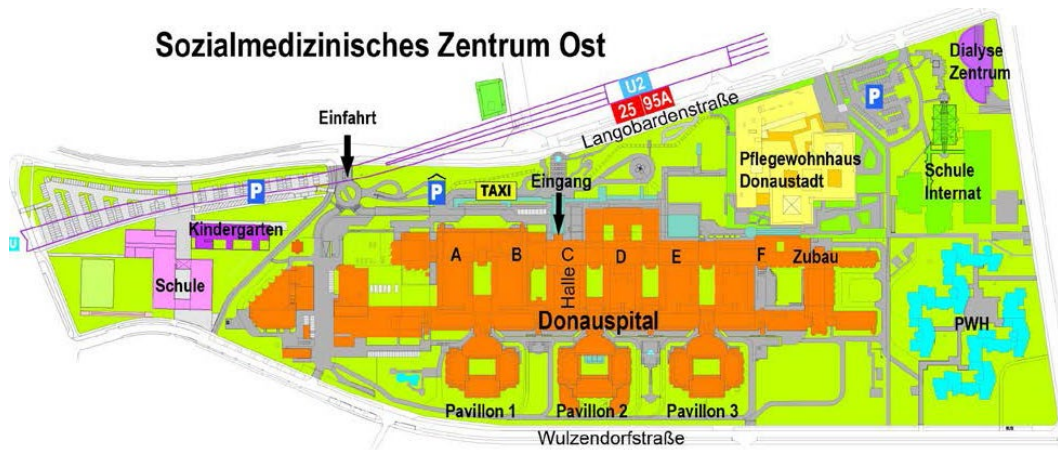 Sozialmedizinisches Zentrum Ost
Dialyse
Zentrum
U2
25 95A
Langobardenstraße
Einfahrt
P
P
P
TAXI
Eingang
Pflegewohnhaus
Donaustadt
Schule
Internat
Kindergarten
U
Schule
A
B
C
D
E
F
Zubau
Halle
Donauspital
PWH
Pavillon 1
Pavillon 2
Pavillon 3
Wulzendorfstraße